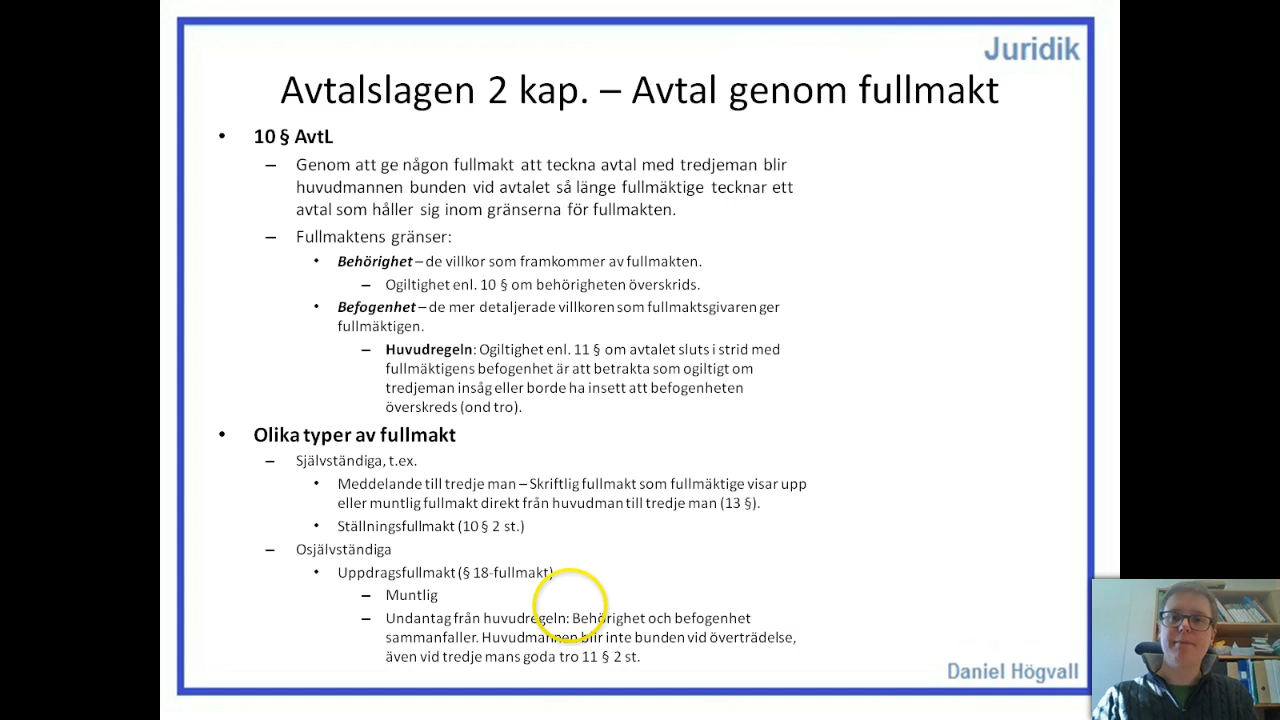 Juridik
Avtalslagen 2 kap. – Avtal genom fullmakt
• 10 § AvtL
– Genom att ge någon fullmakt att teckna avtal med tredjeman blir
huvudmannen bunden vid avtalet så länge fullmäktige tecknar ett
avtal som håller sig inom gränserna för fullmakten.
– Fullmaktens gränser:
• Behörighet – de villkor som framkommer av fullmakten.
– Ogiltighet enl. 10 § om behörigheten överskrids.
• Befogenhet – de mer detaljerade villkoren som fullmaktsgivaren ger
fullmäktigen.
– Huvudregeln: Ogiltighet enl. 11 § om avtalet sluts i strid med
fullmäktigens befogenhet är att betrakta som ogiltigt om
tredjeman insåg eller borde ha insett att befogenheten
överskreds (ond tro).
• Olika typer av fullmakt
– Självständiga, t.ex.
• Meddelande till tredje man – Skriftlig fullmakt som fullmäktige visar upp
eller muntlig fullmakt direkt från huvudman till tredje man (13 §).
• Ställningsfullmakt (10 § 2 st.)
– Osjälvständiga
• Uppdragsfullmakt (§ 18-fullmakt)
– Muntlig
– Undantag från huvudregeln: Behörighet och befogenhet
sammanfaller. Huvudmannen blir inte bunden vid överträdelse,
även vid tredje mans goda tro 11 § 2 st.
Daniel Högvall